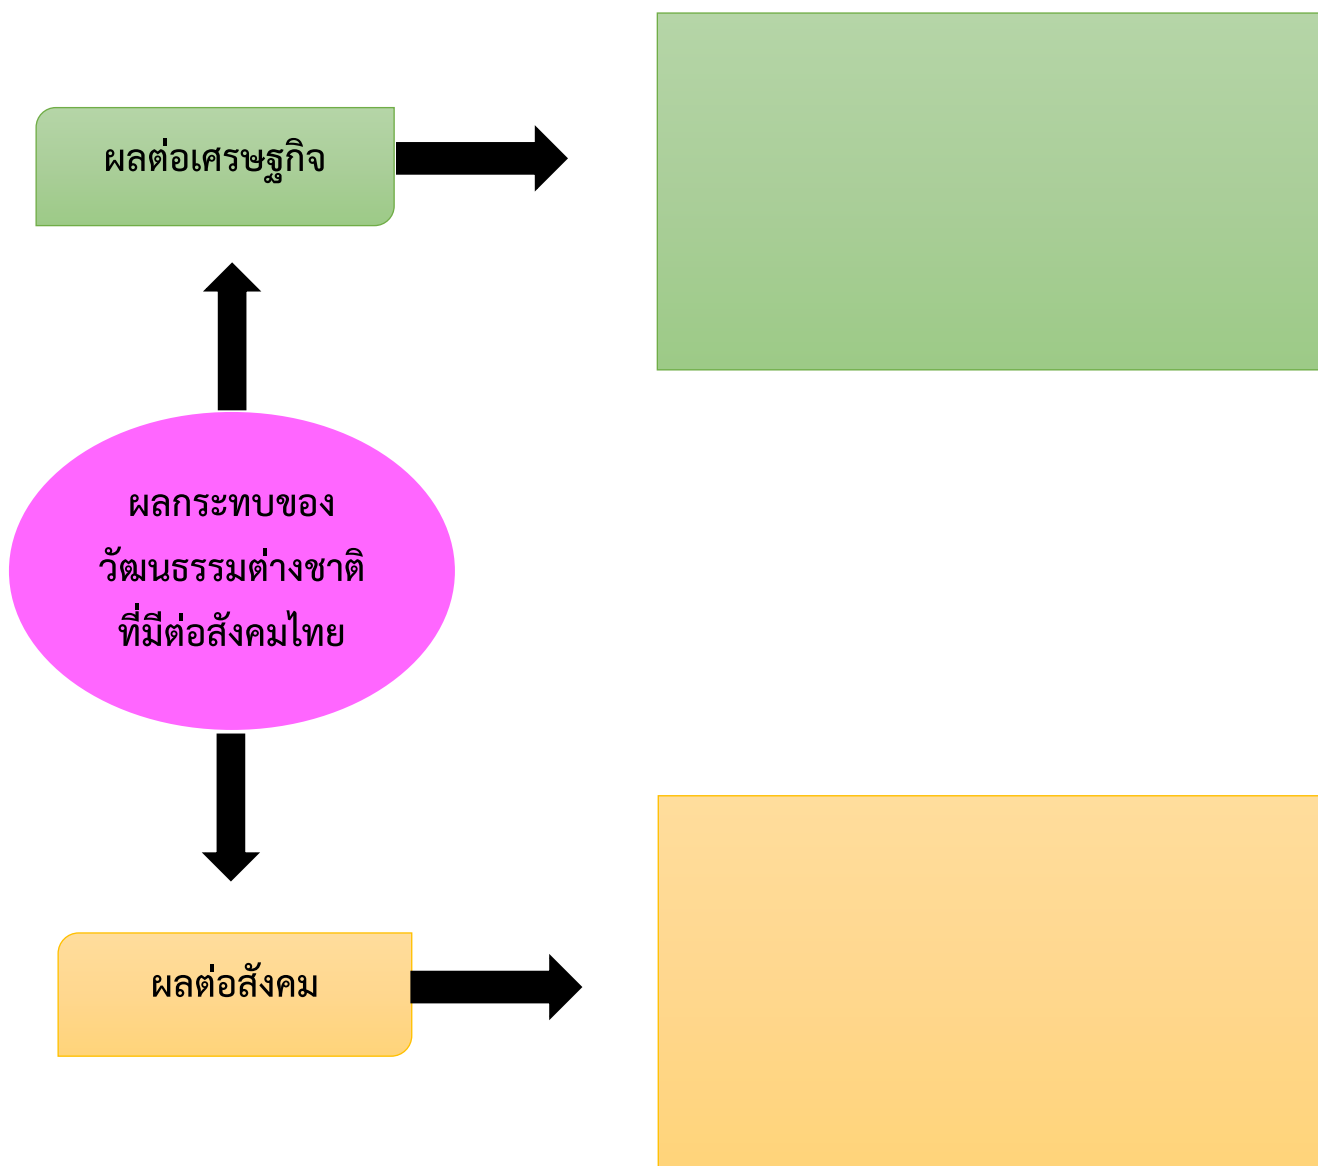 ผลต่อเศรษฐกิจ
ผลกระทบของ
วัฒนธรรมต่างชาติ
ที่มีต่อสังคมไทย
ผลต่อสังคม